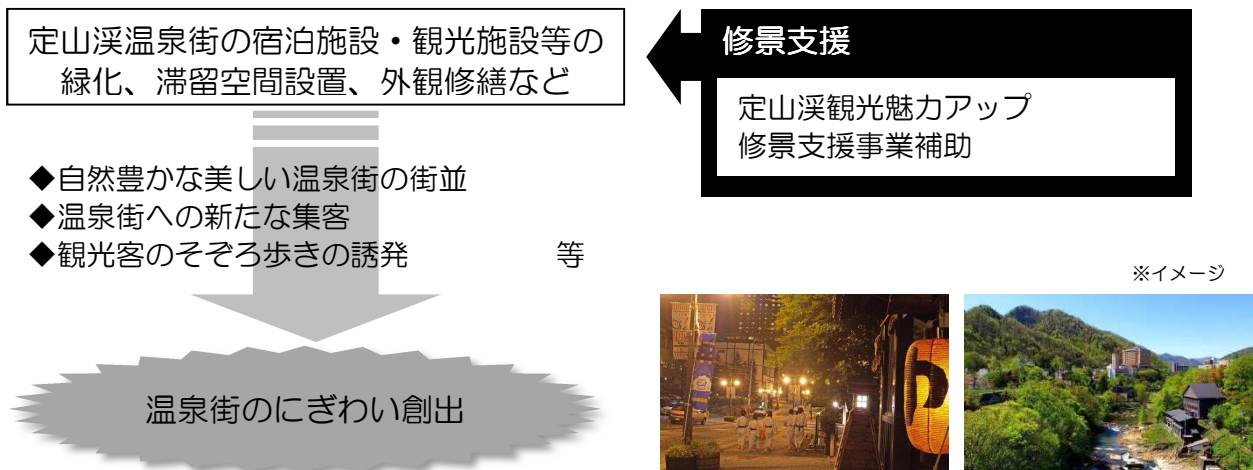 定山渓温泉街の宿泊施設・観光施設等の
緑化、滞留空間設置、外観修繕など
修景支援
定山渓観光魅力アップ
修景支援事業補助
◆自然豊かな美しい温泉街の街並
◆温泉街への新たな集客
◆観光客のそぞろ歩きの誘発　等
※イメージ
温泉街のにぎわい創出